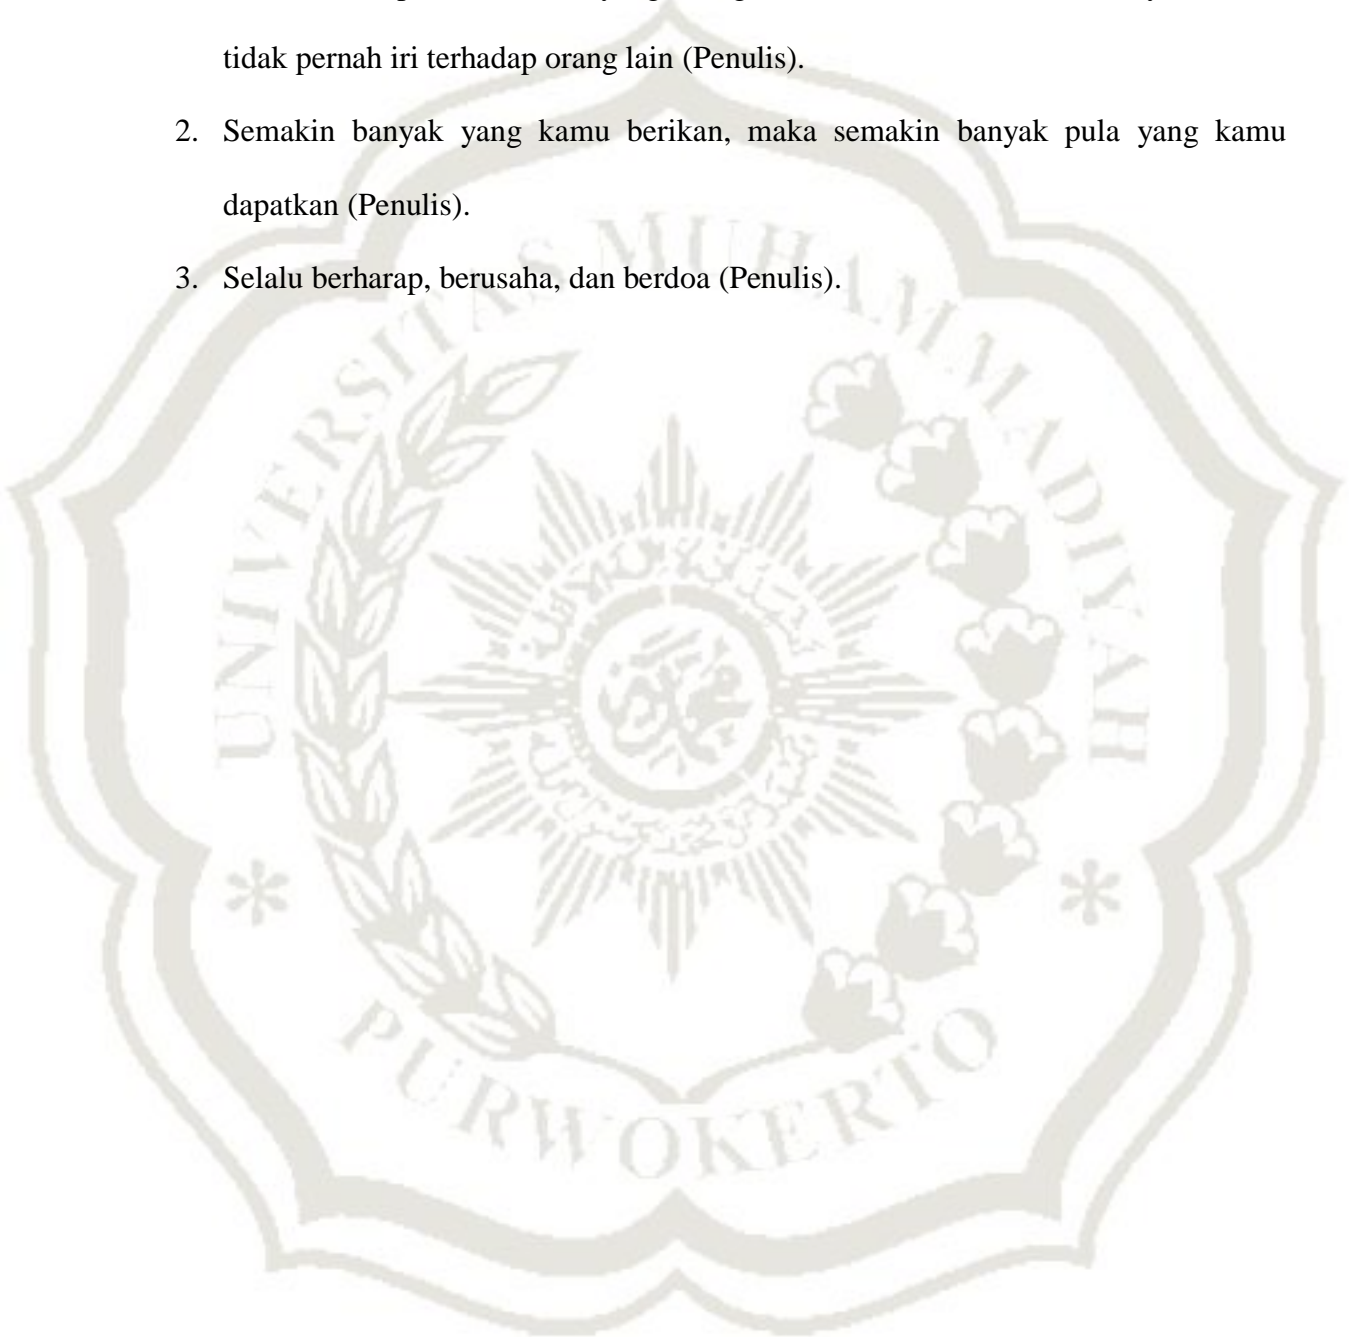 tidak pernah iri terhadap orang lain (Penulis).
2. Semakin banyak yang kamu berikan, maka semakin banyak pula yang kamu
dapatkan (Penulis).
3. Selalu berharap, berusaha, dan berdoa (Penulis).
UNIVERSITAS MUHAMMADIYAH
PURWOKERTO